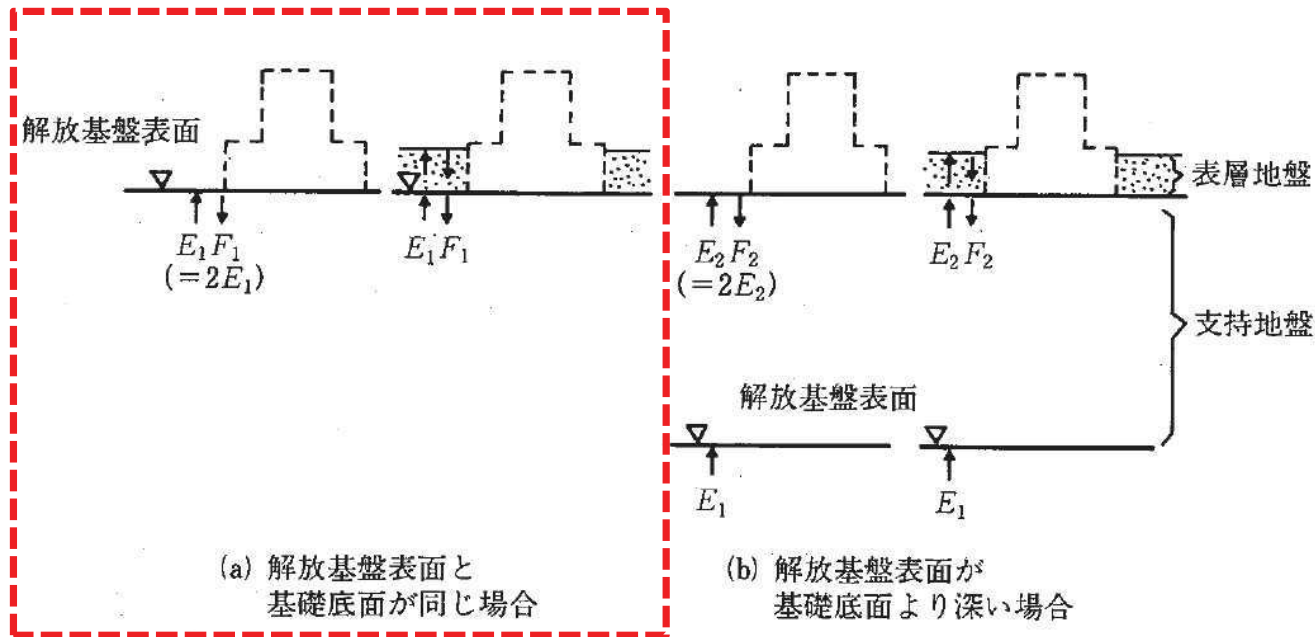 解放基盤表面
E₁ F₁
(=2E₁)
E₁ F₁
E₂ F₂
(=2E₂)
E₂ F₂
表層地盤
支持地盤
解放基盤表面
E₁
E₁
(a) 解放基盤表面と
基礎底面が同じ場合
(b) 解放基盤表面が
基礎底面より深い場合